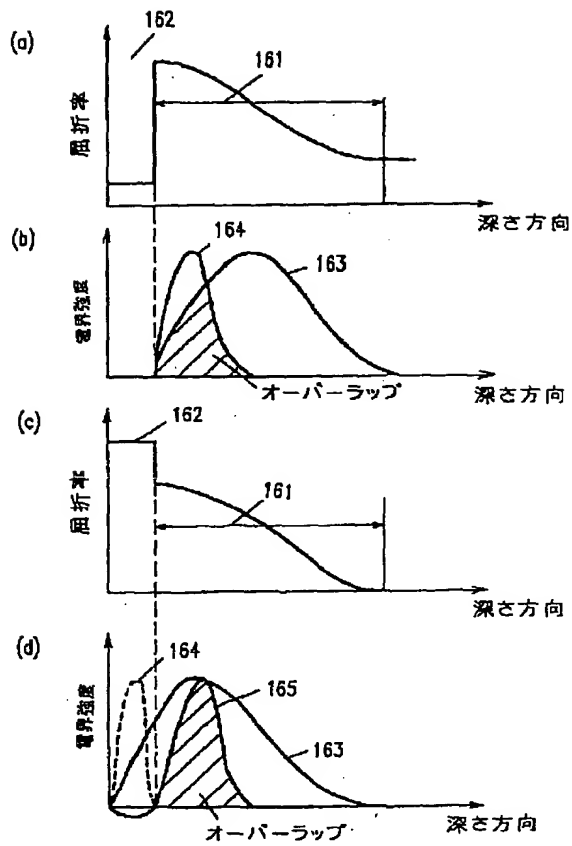 (a)
162
161
屈折率
深さ方向
(b)
164
163
電界強度
オーバーラップ
深さ方向
(c)
162
161
屈折率
深さ方向
(d)
164
165
163
電界強度
オーバーラップ
深さ方向